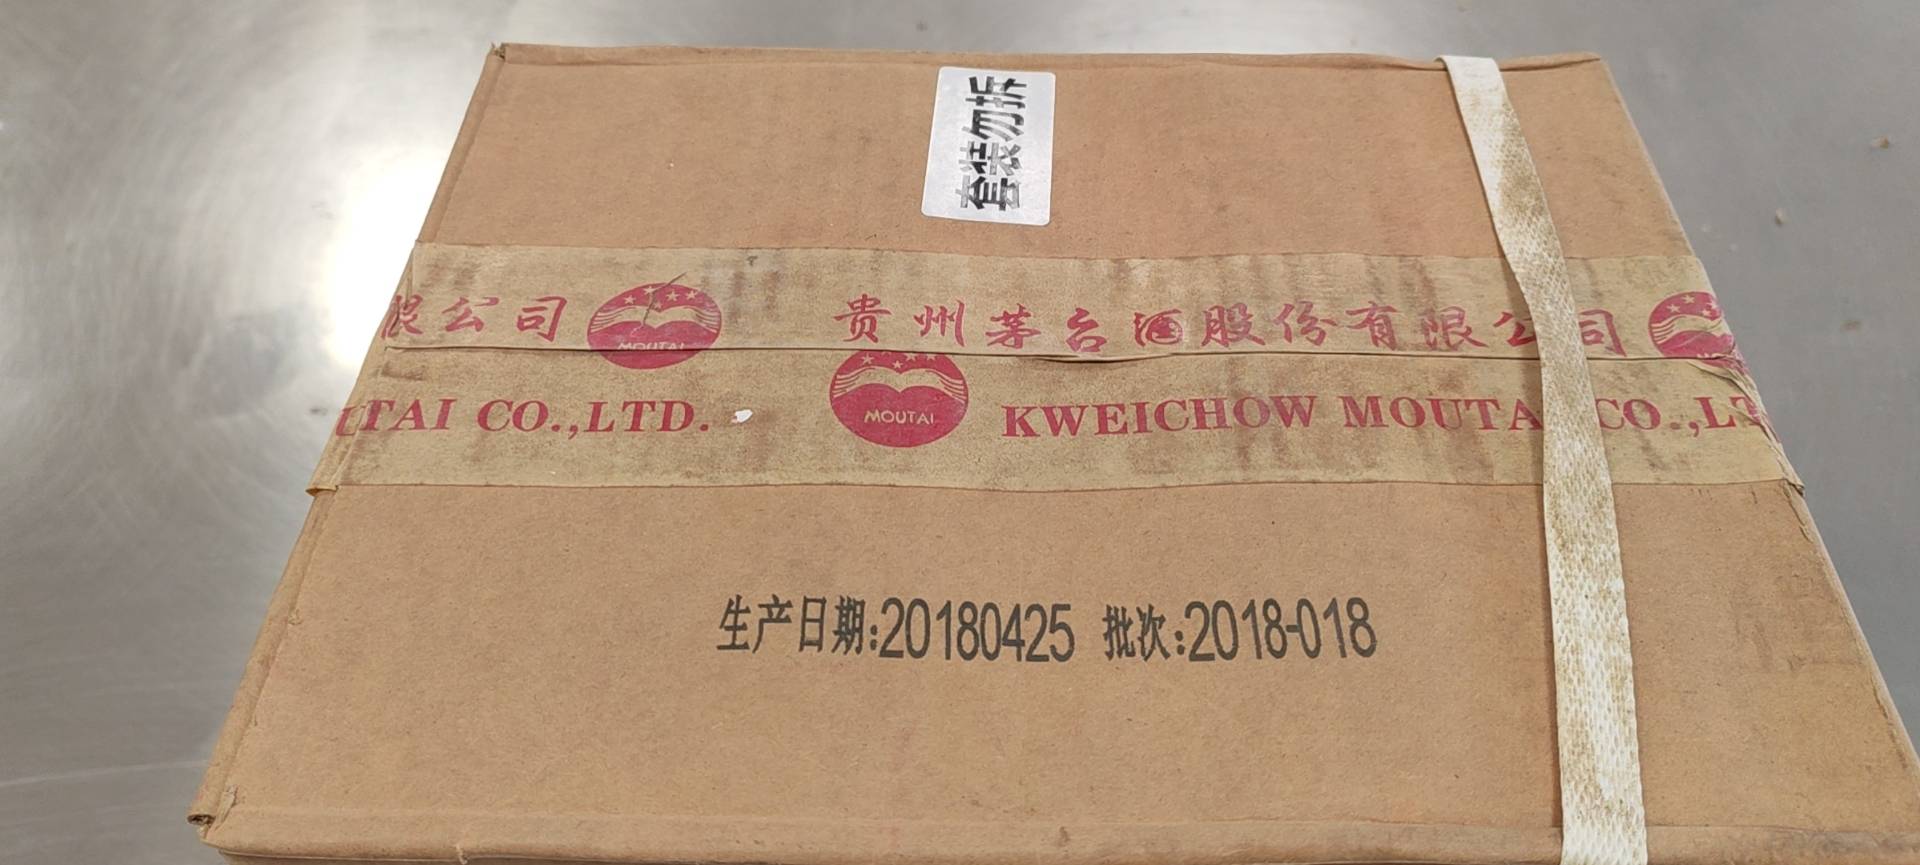 套装勿拆
限公司 MOUTAI 贵州茅台酒股份有限公司
UTAI CO.,LTD. MOUTAI KWEICHOW MOUTA CO.,LT
生产日期:20180425 批次:2018-018